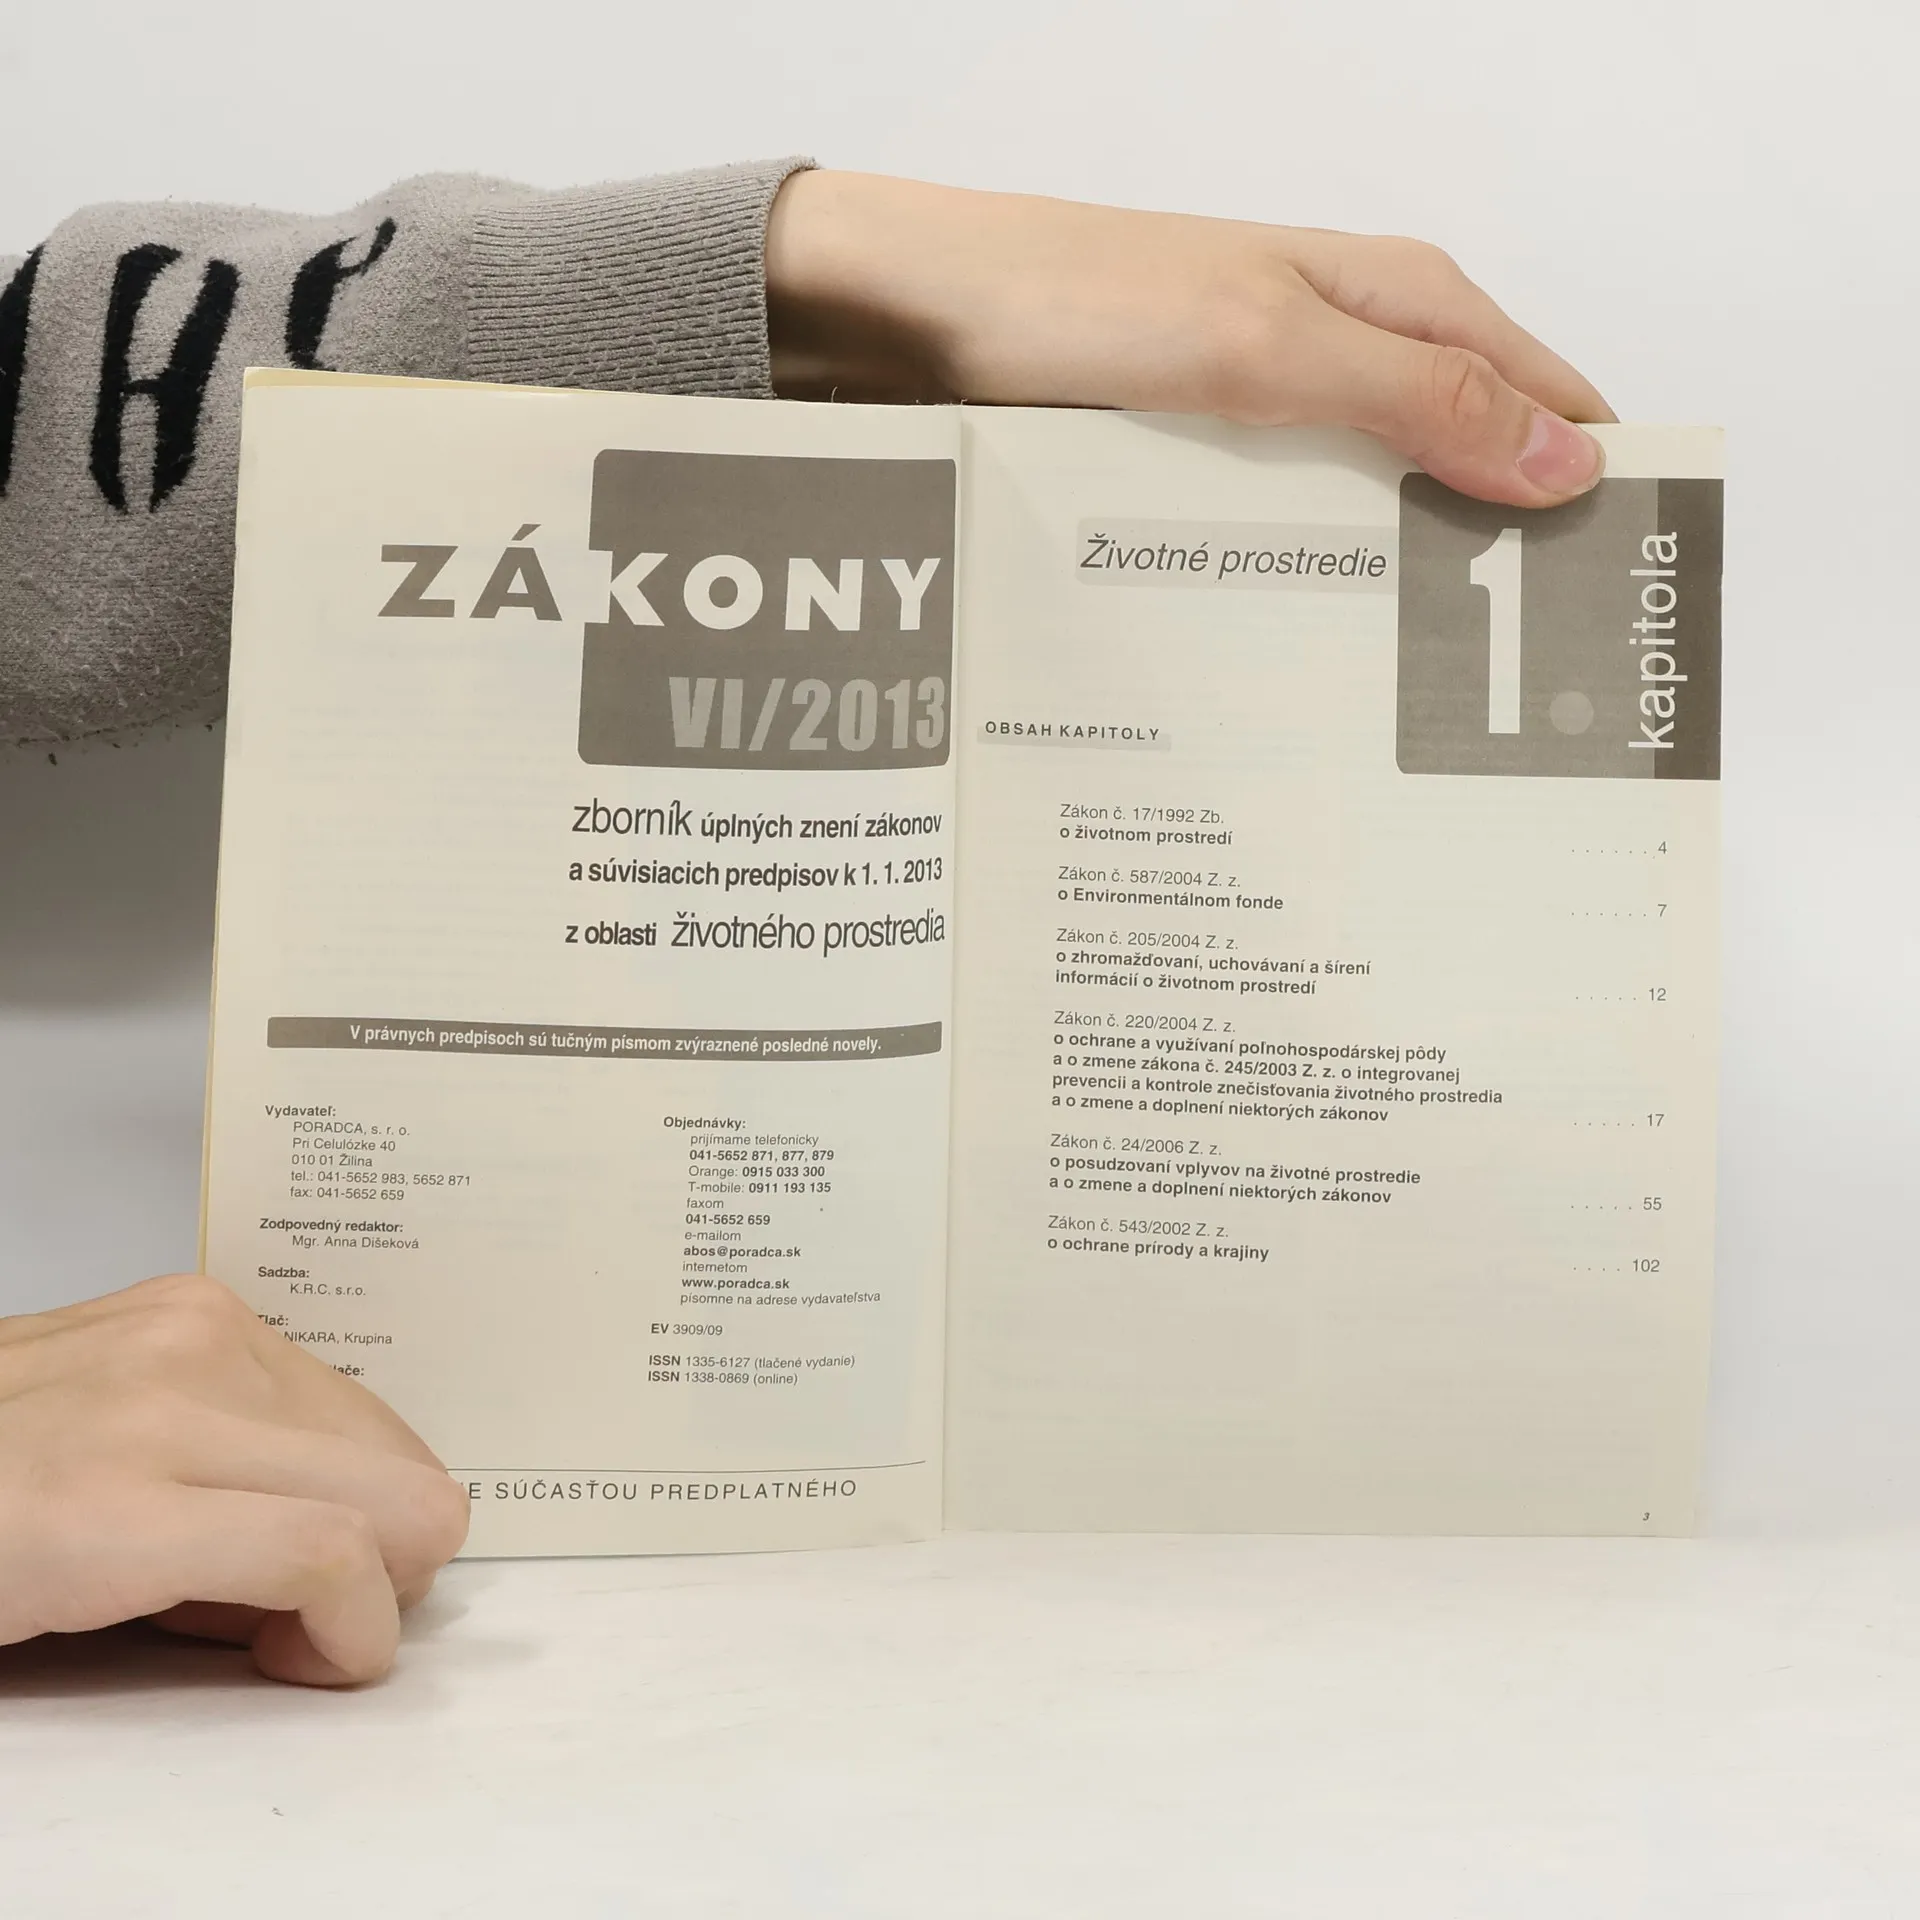 ZÁKONY
VI/2013
zborník úplných znení zákonov
a súvisiacich predpisov k 1. 1. 2013
z oblasti životného prostredia
V právnych predpisoch sú tučným písmom zvýraznené posledné novely.
Vydavateľ:
PORADCA, s. r. o.
Pri Celulózke 40
010 01 Žilina
tel.: 041-5652 983, 5652 871
fax: 041-5652 659
Zodpovedný redaktor:
Mgr. Anna Dišeková
Sadzba:
K.R.C. s.r.o.
Tlač:
NIKARA, Krupina
Objednávky:
prijímame telefonicky
041-5652 871, 877, 879
Orange: 0915 033 300
T-mobile: 0911 193 135
faxom
041-5652 659
e-mailom
abos@poradca.sk
internetom
www.poradca.sk
písomne na adrese vydavateľstva
EV 3909/09
ISSN 1335-6127 (tlačené vydanie)
ISSN 1338-0869 (online)
SÚČASŤOU PREDPLATNÉHO
Životné prostredie
1.
kapitola
OBSAH KAPITOLY
Zákon č. 17/1992 Zb.
o životnom prostredí . . . . . . . 4
Zákon č. 587/2004 Z. z.
o Environmentálnom fonde . . . . . . 7
Zákon č. 205/2004 Z. z.
o zhromažďovaní, uchovávaní a šírení
informácií o životnom prostredí . . . . . 12
Zákon č. 220/2004 Z. z.
o ochrane a využívaní poľnohospodárskej pôdy
a o zmene zákona č. 245/2003 Z. z. o integrovanej
prevencii a kontrole znečisťovania životného prostredia
a o zmene a doplnení niektorých zákonov . . . . . 17
Zákon č. 24/2006 Z. z.
o posudzovaní vplyvov na životné prostredie
a o zmene a doplnení niektorých zákonov . . . . . 55
Zákon č. 543/2002 Z. z.
o ochrane prírody a krajiny . . . . 102
3